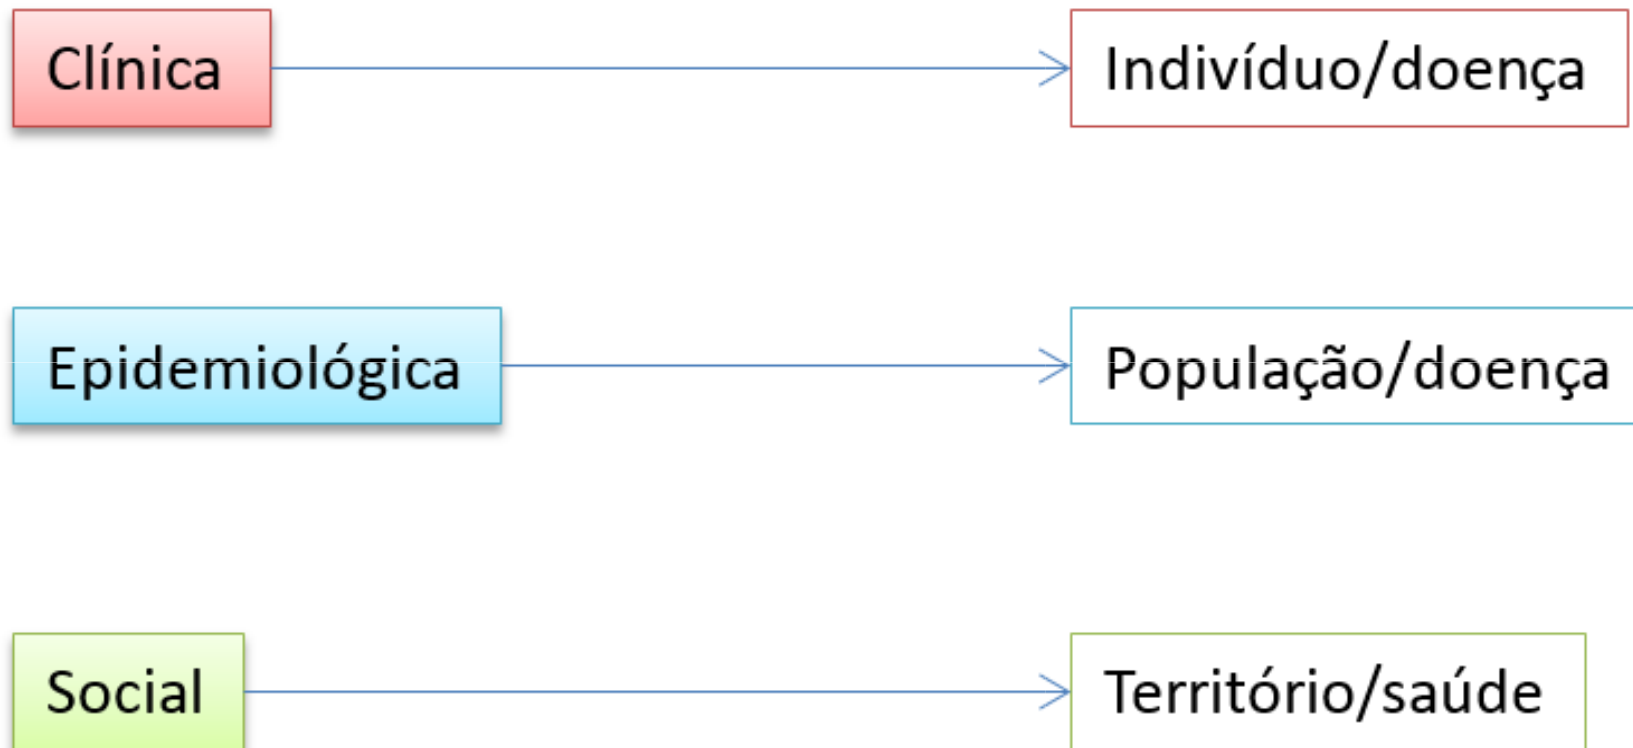 Clínica
Indivíduo/doença
Epidemiológica
População/doença
Social
Território/saúde